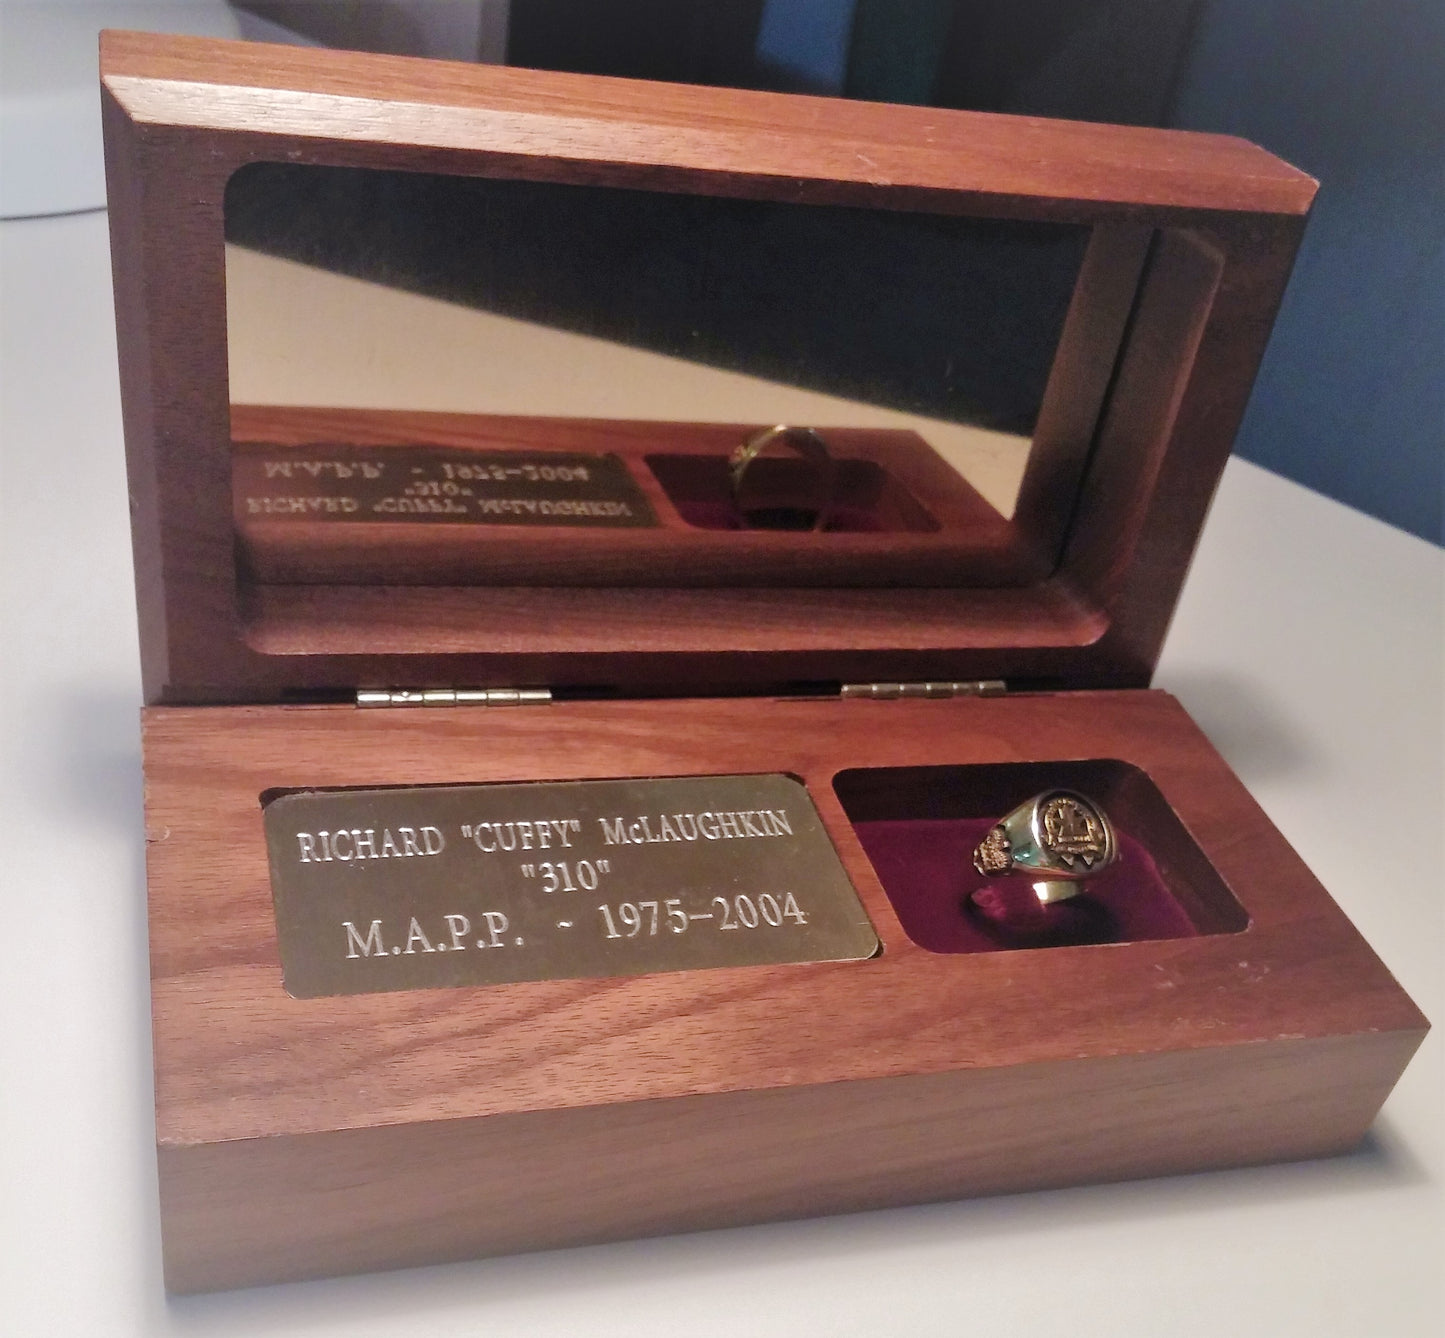 RICHARD "CUFFY" McLAUGHKIN
"310"
M.A.P.P. - 1975-2004